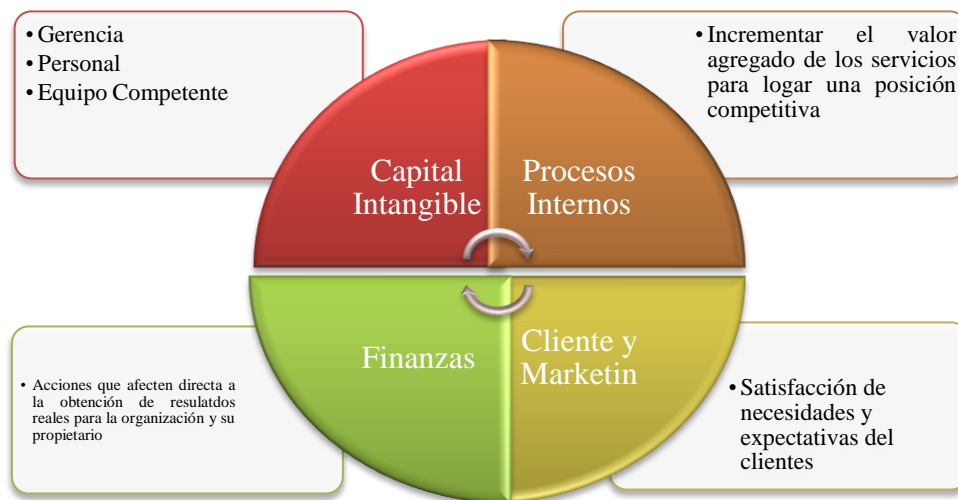 • Gerencia
• Personal
• Equipo Competente
• Incrementar el valor
agregado de los servicios
para logar una posición
competitiva
Capital
Intangible
Procesos
Internos
Finanzas
Cliente y
Marketin
• Acciones que afecten directa a
la obtención de resulatdos
reales para la organización y su
propietario
• Satisfacción de
necesidades y
expectativas del
clientes